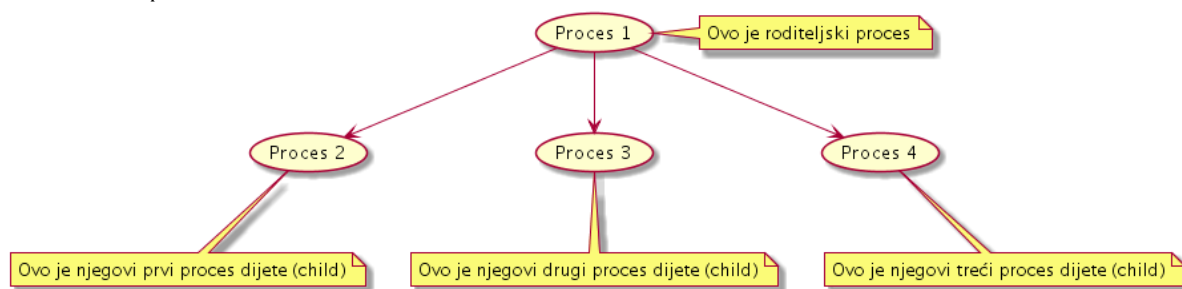 Proces 1
Ovo je roditeljski proces
Proces 2
Proces 3
Proces 4
Ovo je njegovi prvi proces dijete (child)
Ovo je njegovi drugi proces dijete (child)
Ovo je njegovi treći proces dijete (child)